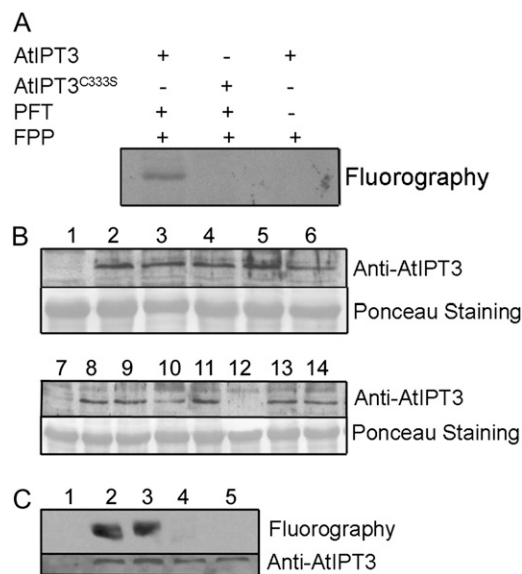 A
AtIPT3 + - +
AtIPT3C333S - + -
PFT + + -
FPP + + +
Fluorography
B
1 2 3 4 5 6
Anti-AtIPT3
Ponceau Staining
7 8 9 10 11 12 13 14
Anti-AtIPT3
Ponceau Staining
C
1 2 3 4 5
Fluorography
Anti-AtIPT3